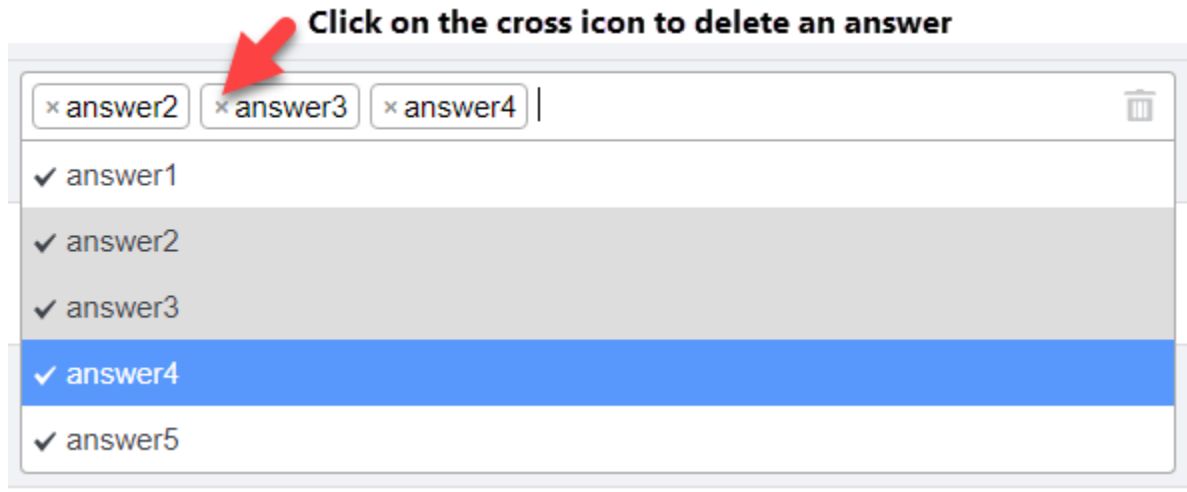 Click on the cross icon to delete an answer
× answer2 × answer3 × answer4
✓ answer1
✓ answer2
✓ answer3
✓ answer4
✓ answer5